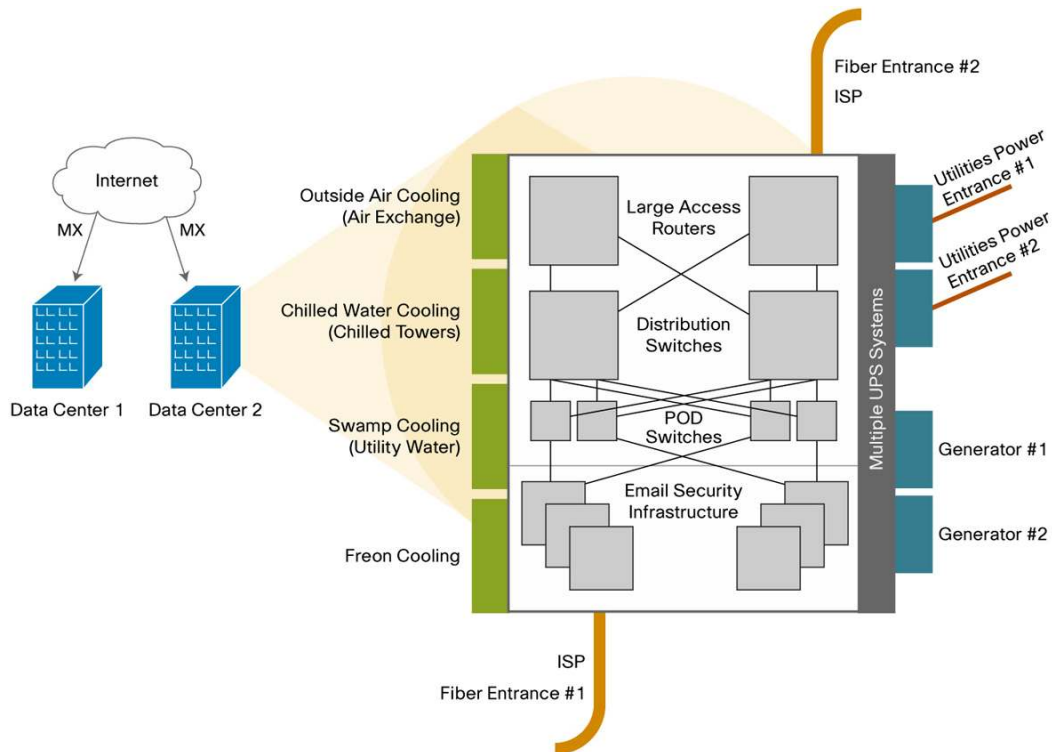 Fiber Entrance #2
ISP
Internet
MX
MX
Data Center 1
Data Center 2
Outside Air Cooling
(Air Exchange)
Chilled Water Cooling
(Chilled Towers)
Swamp Cooling
(Utility Water)
Freon Cooling
Large Access
Routers
Distribution
Switches
POD
Switches
Email Security
Infrastructure
Multiple UPS Systems
Utilities Power
Entrance #1
Utilities Power
Entrance #2
Generator #1
Generator #2
ISP
Fiber Entrance #1